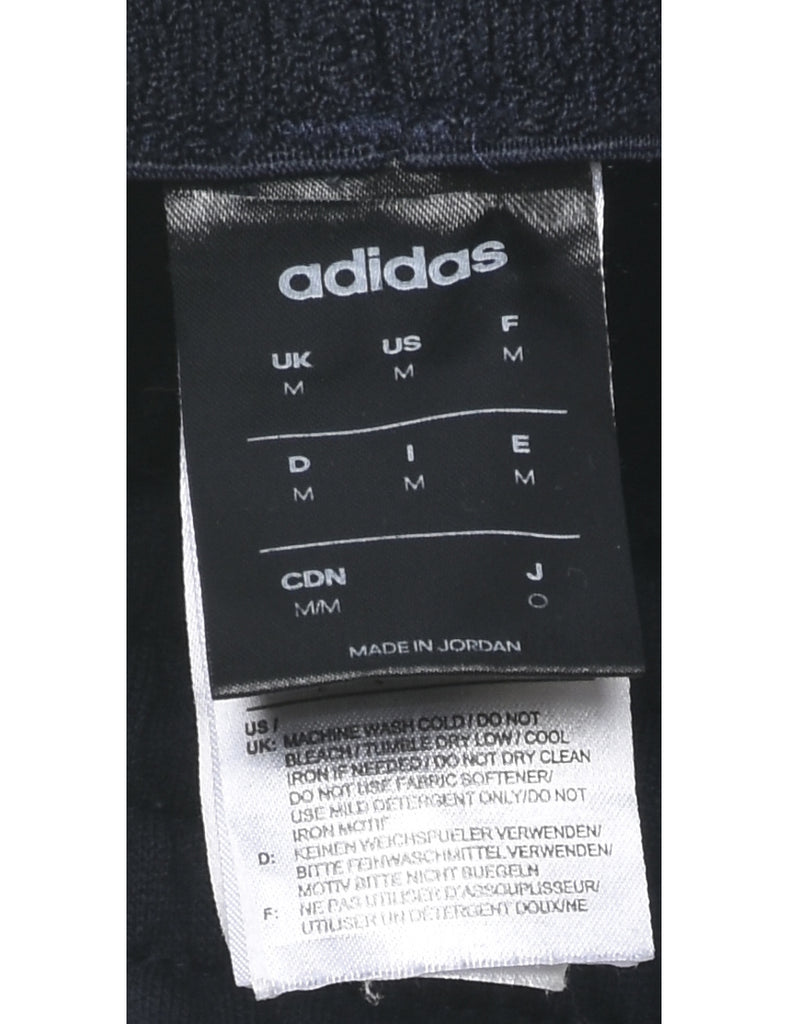 adidas
UK US F
M M M
D I E
M M M
CDN J
M/M O
MADE IN JORDAN
US /
UK: MACHINE WASH COLD / DO NOT
BLEACH / TUMBLE DRY LOW / COOL
IRON IF NEEDED / DO NOT DRY CLEAN
DO NOT USE FABRIC SOFTENER/
USE MILD DETERGENT ONLY/DO NOT
IRON MOTIF
D: KEINEN WEICHSPUELER VERWENDEN/
BITTE FEINWASCHMITTEL VERWENDEN/
MOTIV BITTE NICHT BUEGELN
F: NE PAS UTILISER D'ASSOUPLISSEUR/
UTILISER UN DETERGENT DOUX/NE